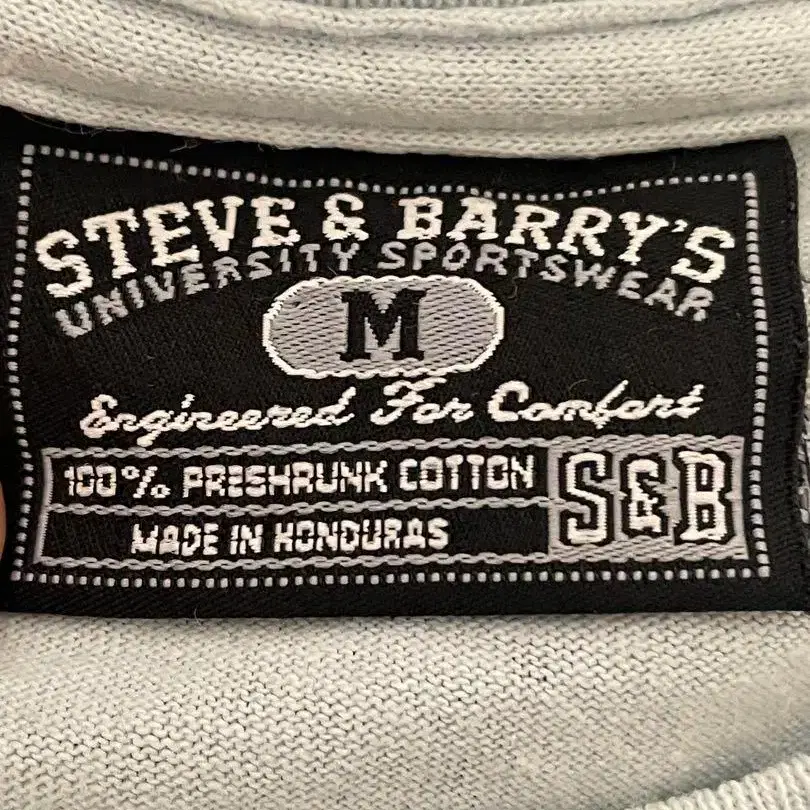 STEVE & BARRY'S
UNIVERSITY SPORTSWEAR
M
Engineered For Comfort
100% PRESHRUNK COTTON
MADE IN HONDURAS
S&B